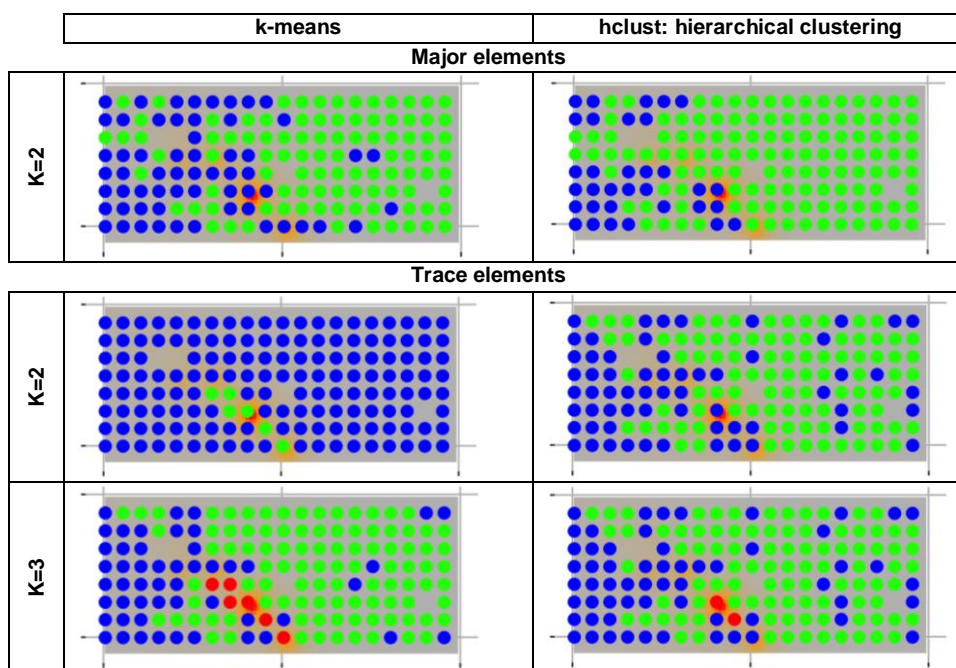 k-means hclust: hierarchical clustering
Major elements
K=2
Trace elements
K=2
K=3